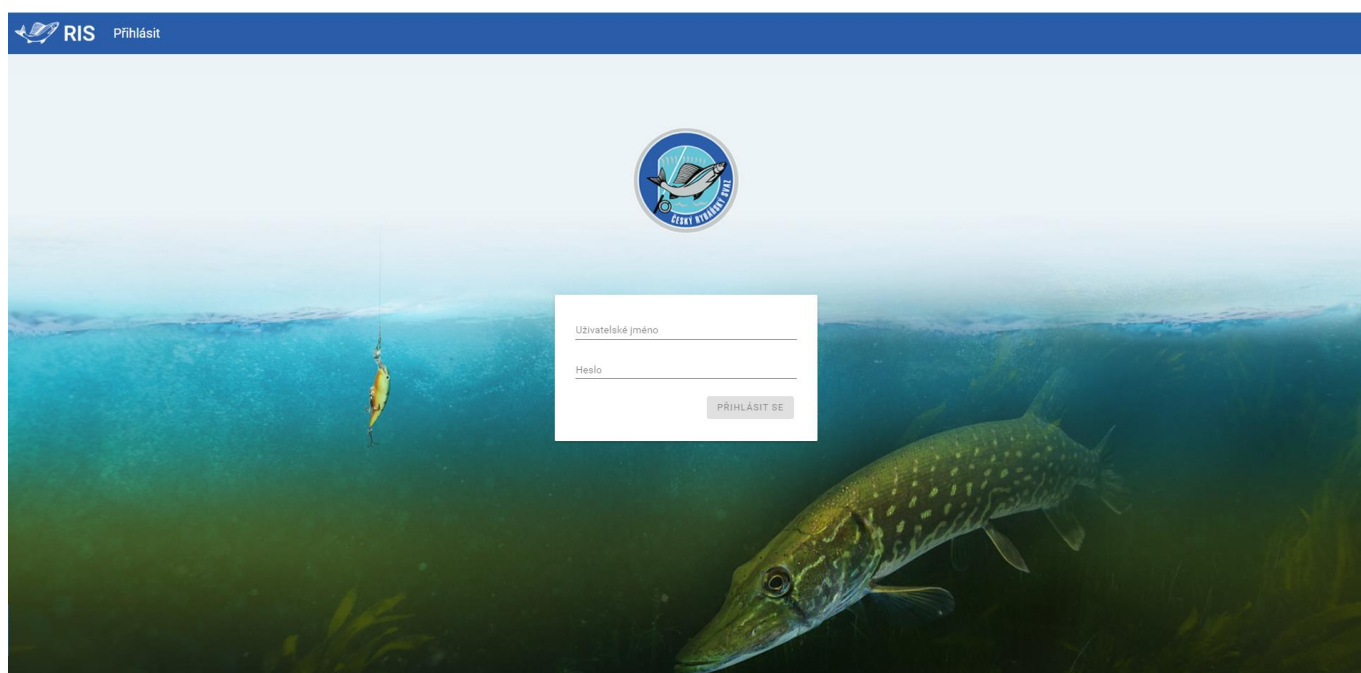 RIS Přihlásit
ČESKÝ RYBÁŘSKÝ SVAZ
Uživatelské jméno
Heslo
PŘIHLÁSIT SE